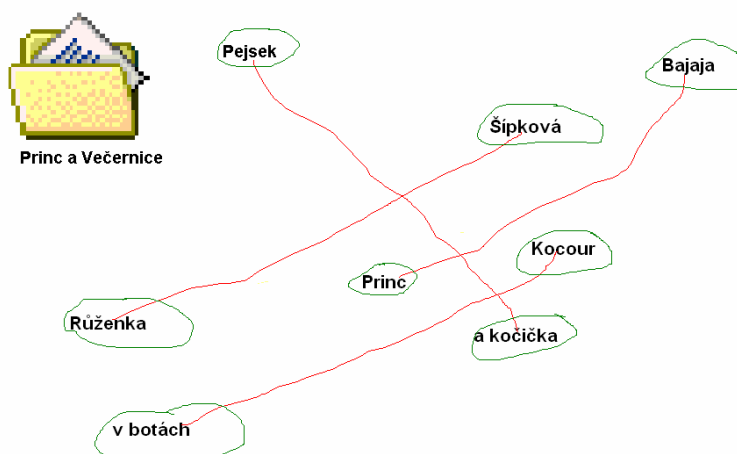 Pejsek
Bajaja
Šípková
Princ a Večernice
Kocour
Princ
Růženka
a kočička
v botách